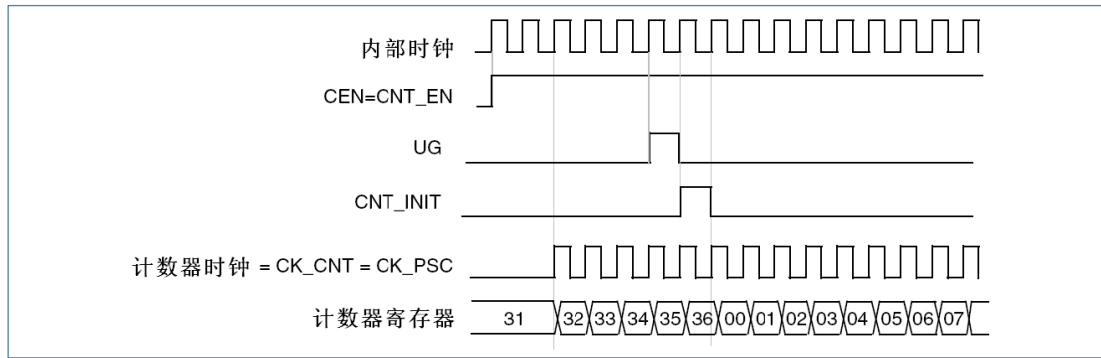 内部时钟
CEN=CNT_EN
UG
CNT_INIT
计数器时钟 = CK_CNT = CK_PSC
计数器寄存器 31 32 33 34 35 36 00 01 02 03 04 05 06 07